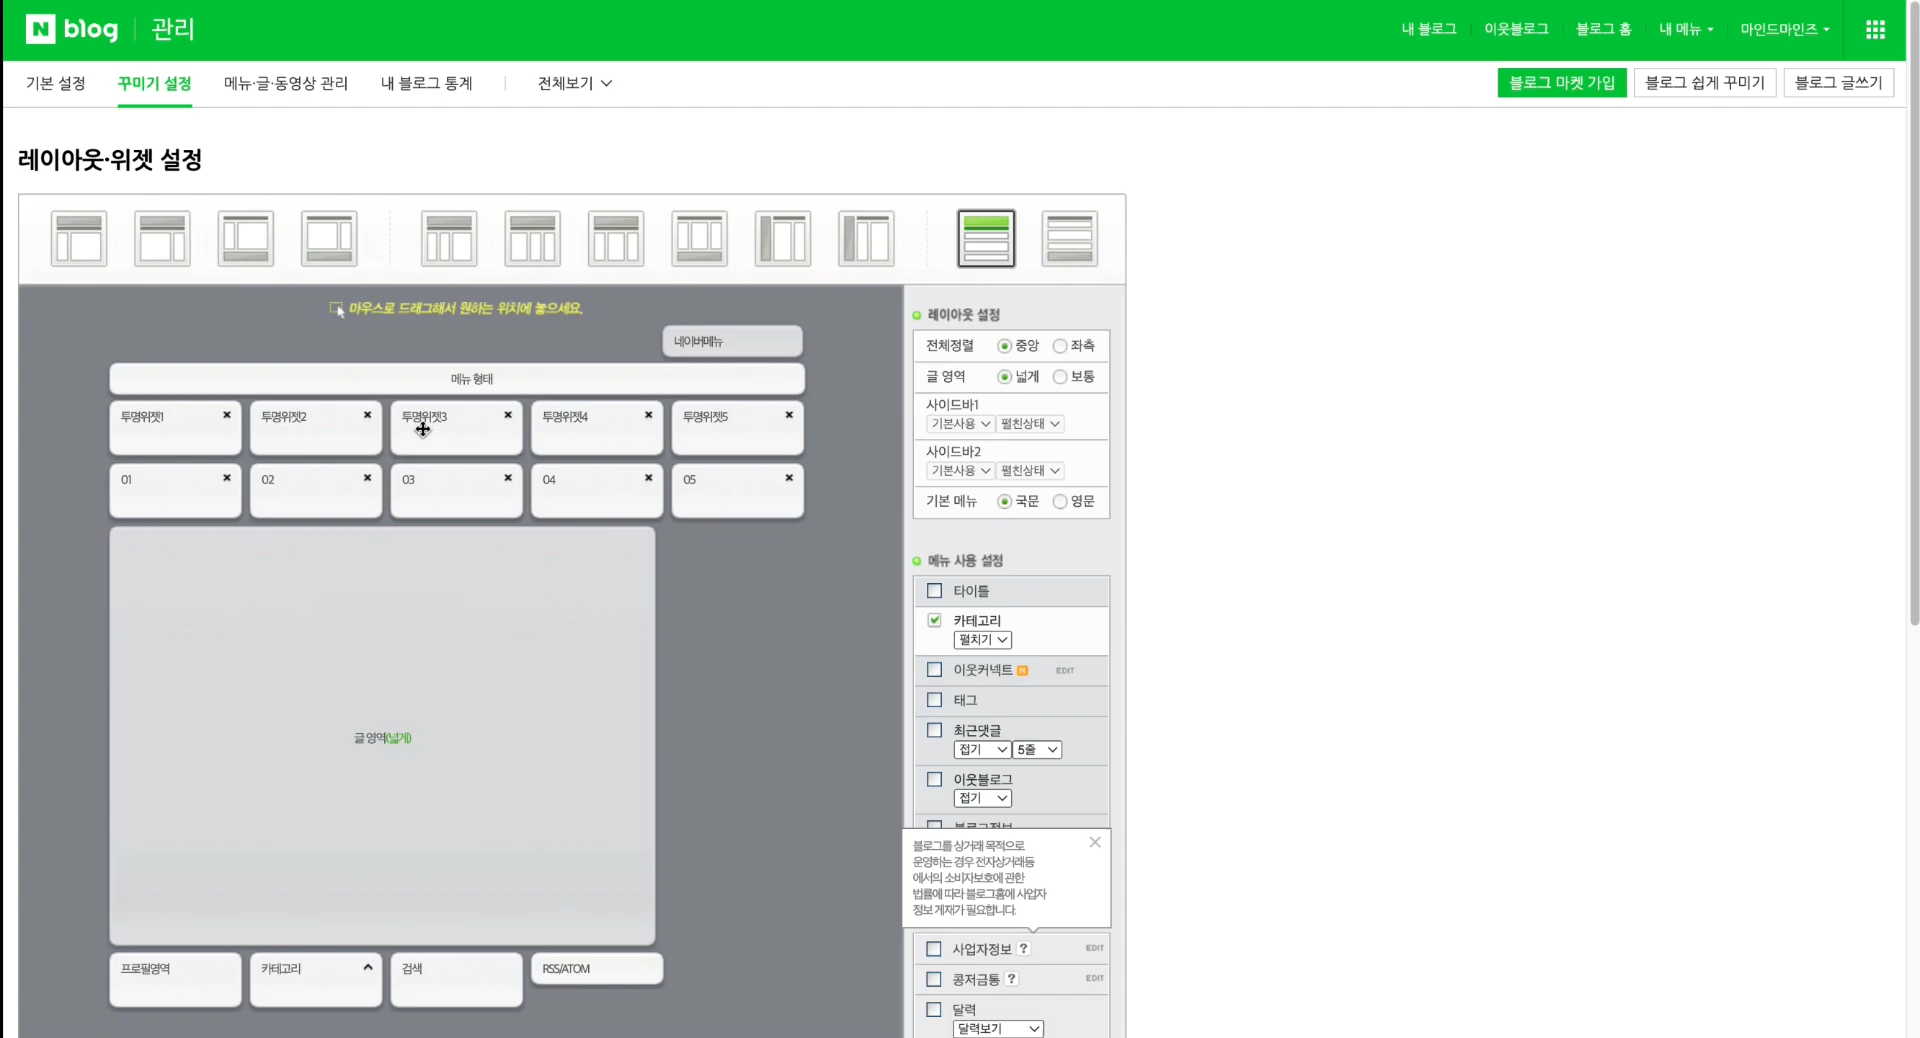 N blog 관리
내 블로그 이웃블로그 블로그 홈 내 메뉴 마인드마인즈
기본 설정 꾸미기 설정 메뉴·글·동영상 관리 내 블로그 통계 전체보기
블로그 마켓 가입 블로그 쉽게 꾸미기 블로그 글쓰기
레이아웃·위젯 설정
마우스로 드래그해서 원하는 위치에 놓으세요.
네이버메뉴
메뉴 형태
투명위젯1 투명위젯2 투명위젯3 투명위젯4 투명위젯5
01 02 03 04 05
글 영역(넓게)
프로필영역 카테고리 검색 RSS/ATOM
레이아웃 설정
전체정렬 중앙 좌측
글 영역 넓게 보통
사이드바1
기본사용 펼친상태
사이드바2
기본사용 펼친상태
기본 메뉴 국문 영문
메뉴 사용 설정
타이틀
카테고리
펼치기
이웃커넥트 EDIT
태그
최근댓글
접기 5줄
이웃블로그
접기
블로그를 상거래 목적으로
운영하는 경우 전자상거래등
에서의 소비자보호에 관한
법률에 따라 블로그홈에 사업자
정보 게재가 필요합니다.
사업자정보 ? EDIT
콩저금통 ? EDIT
달력
달력보기